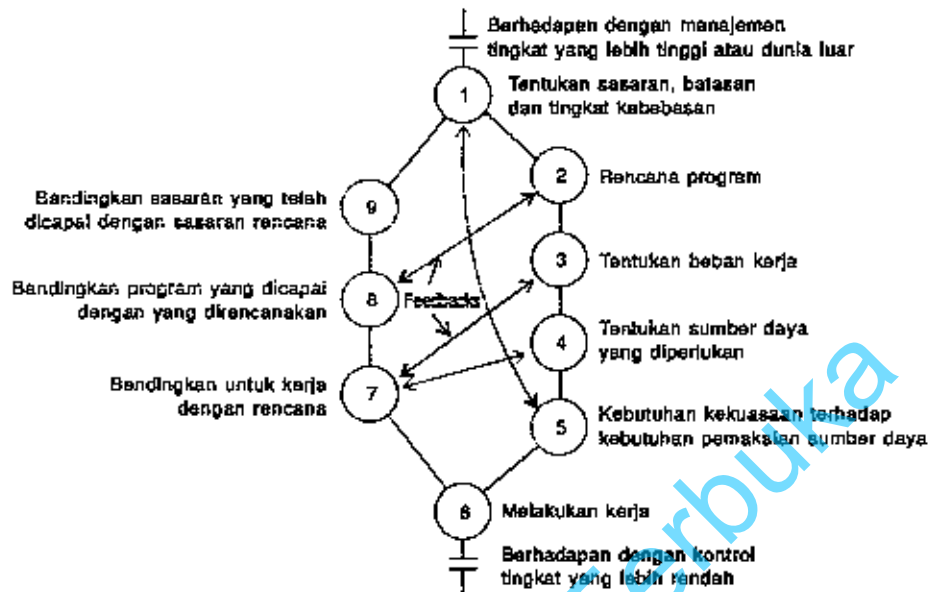 Berhadapan dengan manajemen
tingkat yang lebih tinggi atau dunia luar
1
Tentukan sasaran, batasan
dan tingkat kebebasan
2
Rencana program
9
Bandingkan sasaran yang telah
dicapai dengan sasaran rencana
3
Tentukan beban kerja
8
Bandingkan program yang dicapai
dengan yang direncanakan
Feedbacks
4
Tentukan sumber daya
yang diperlukan
7
Bandingkan untuk kerja
dengan rencana
5
Kebutuhan kekuasaan terhadap
kebutuhan pemakaian sumber daya
6
Melakukan kerja
Berhadapan dengan kontrol
tingkat yang lebih rendah
erbuka